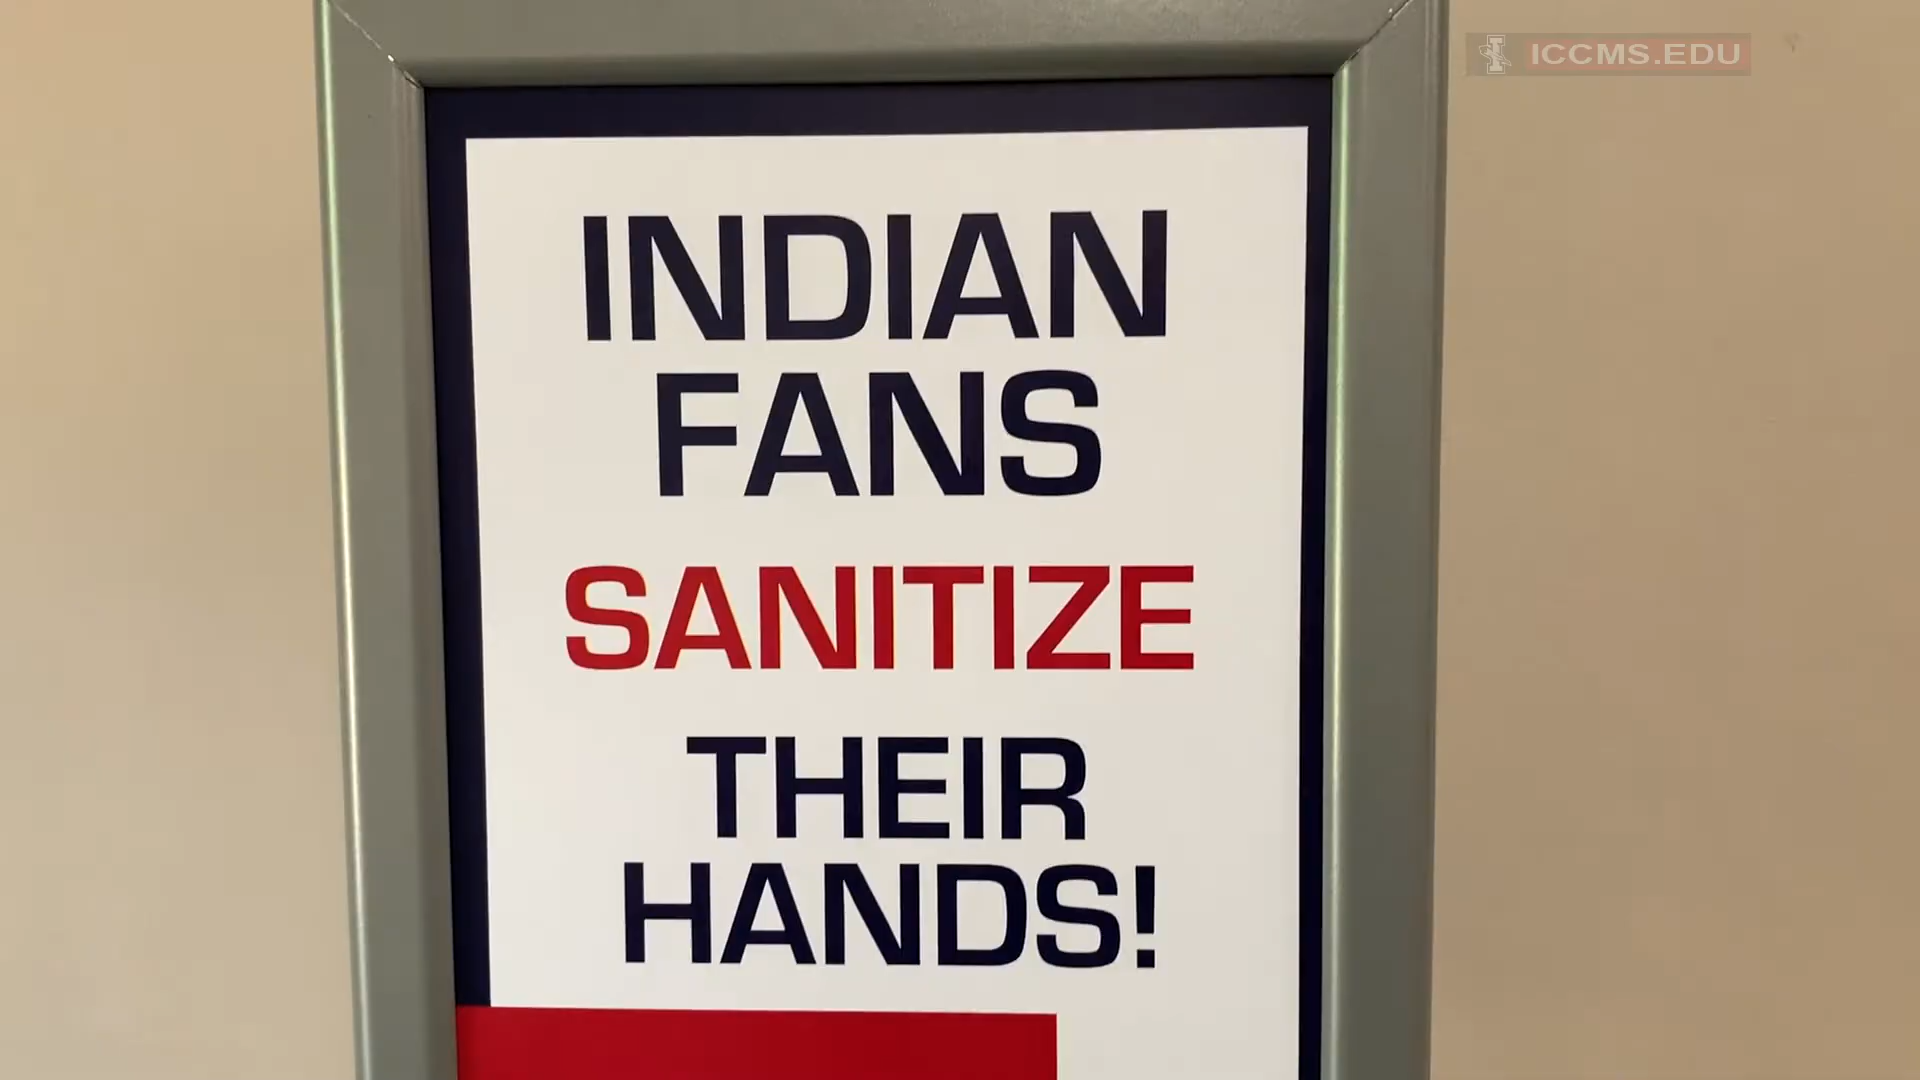 ICCMS.EDU
INDIAN
FANS
SANITIZE
THEIR
HANDS!